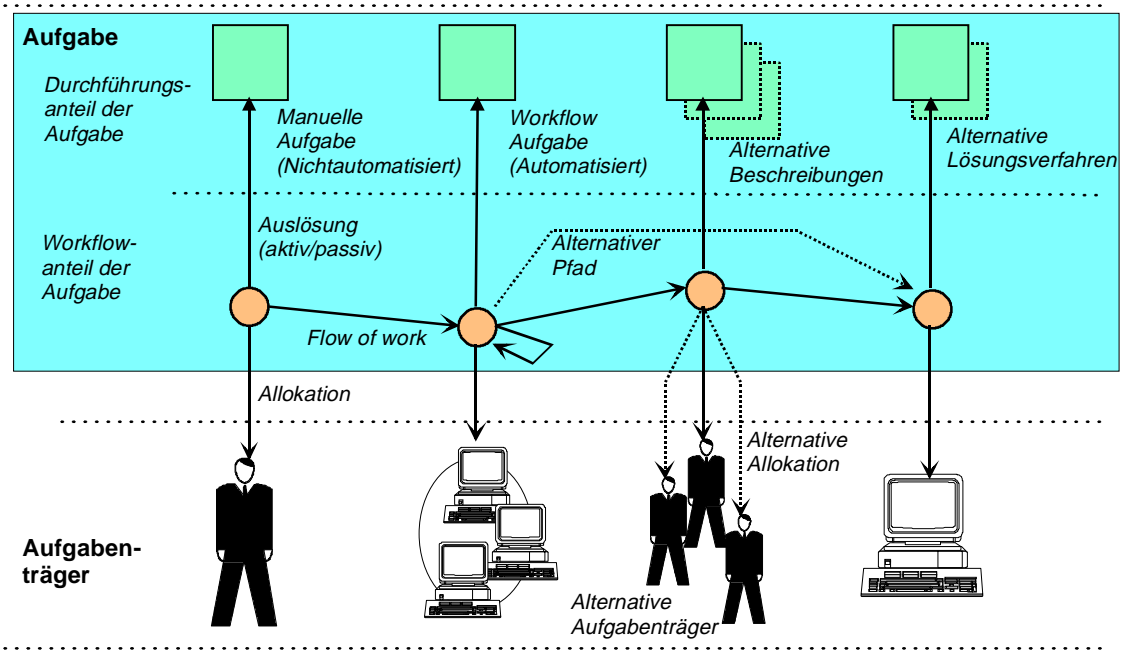 Aufgabe
Durchführungs-
anteil der
Aufgabe
Manuelle
Aufgabe
(Nichtautomatisiert)
Workflow
Aufgabe
(Automatisiert)
Alternative
Beschreibungen
Alternative
Lösungsverfahren
Workflow-
anteil der
Aufgabe
Auslösung
(aktiv/passiv)
Alternativer
Pfad
Flow of work
Allokation
Alternative
Allokation
Aufgaben-
träger
Alternative
Aufgabenträger